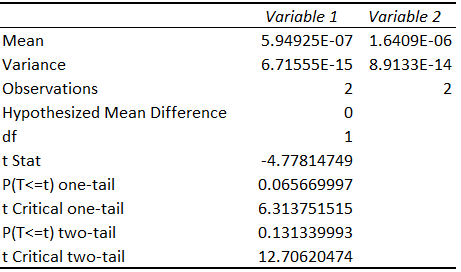 Variable 1 Variable 2
Mean 5.94925E-07 1.6409E-06
Variance 6.71555E-15 8.9133E-14
Observations 2 2
Hypothesized Mean Difference 0
df 1
t Stat -4.77814749
P(T<=t) one-tail 0.065669997
t Critical one-tail 6.313751515
P(T<=t) two-tail 0.131339993
t Critical two-tail 12.70620474